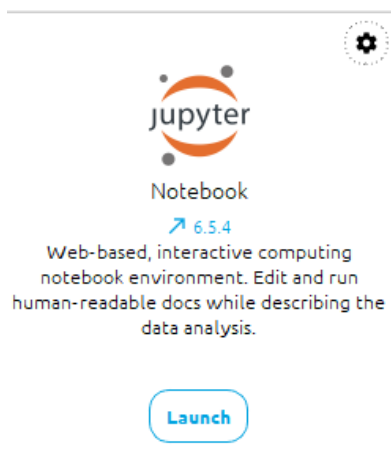 jupyter
Notebook
6.5.4
Web-based, interactive computing
notebook environment. Edit and run
human-readable docs while describing the
data analysis.
Launch